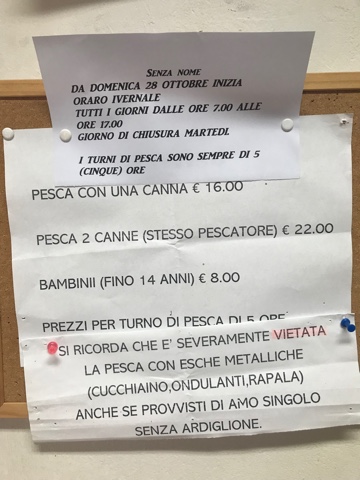 SENZA NOME
DA DOMENICA 28 OTTOBRE INIZIA
ORARO IVERNALE
TUTTI I GIORNI DALLE ORE 7.00 ALLE
ORE 17.00
GIORNO DI CHIUSURA MARTEDI.
I TURNI DI PESCA SONO SEMPRE DI 5
(CINQUE) ORE
PESCA CON UNA CANNA € 16.00
PESCA 2 CANNE (STESSO PESCATORE) € 22.00
BAMBINII (FINO 14 ANNI) € 8.00
PREZZI PER TURNO DI PESCA DI 5 ORE
SI RICORDA CHE E' SEVERAMENTE VIETATA
LA PESCA CON ESCHE METALLICHE
(CUCCHIAINO,ONDULANTI,RAPALA)
ANCHE SE PROVVISTI DI AMO SINGOLO
SENZA ARDIGLIONE.